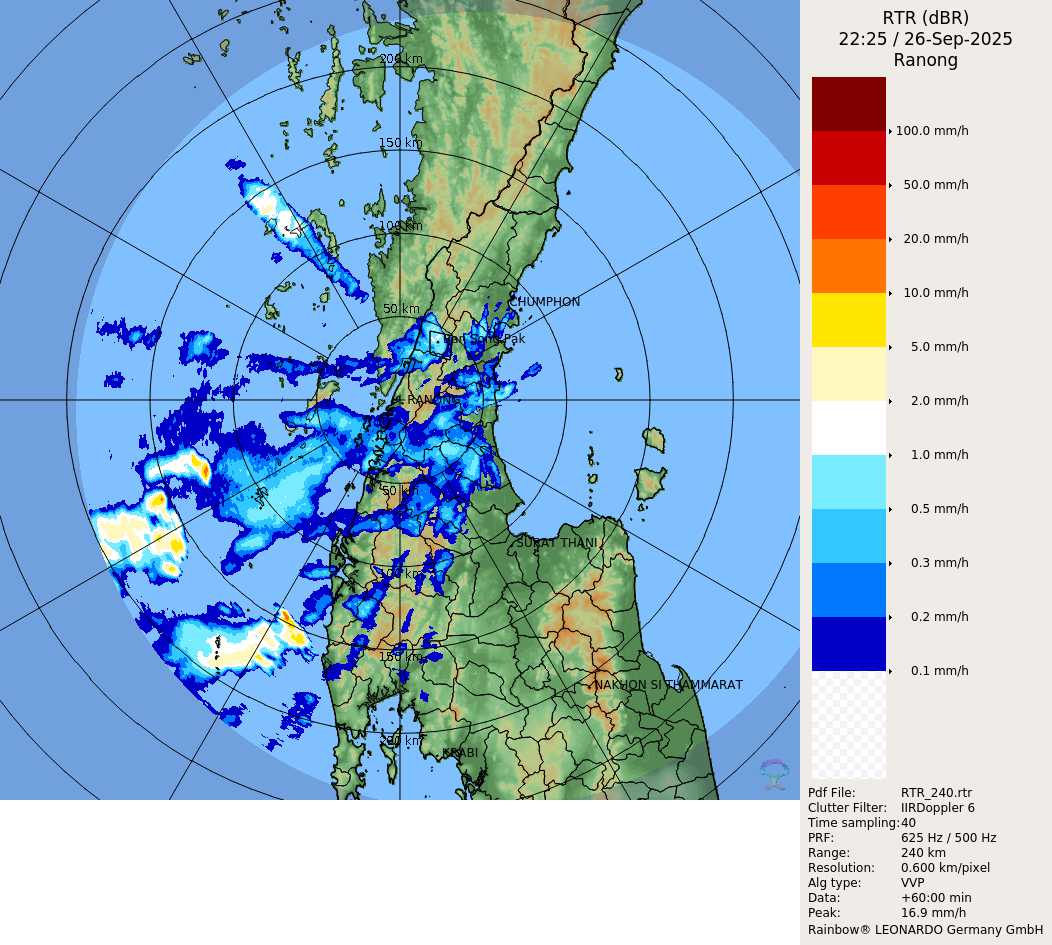 RTR (dBR)
22:25 / 26-Sep-2025
Ranong
200 km
150 km
100 km
50 km
CHUMPHON
Ban Song Pak
RANONG
50 km
SURAT THANI
100 km
150 km
NAKHON SI THAMMARAT
200 km
KRABI
100.0 mm/h
50.0 mm/h
20.0 mm/h
10.0 mm/h
5.0 mm/h
2.0 mm/h
1.0 mm/h
0.5 mm/h
0.3 mm/h
0.2 mm/h
0.1 mm/h
Pdf File: RTR_240.rtr
Clutter Filter: IIRDoppler 6
Time sampling:40
PRF: 625 Hz / 500 Hz
Range: 240 km
Resolution: 0.600 km/pixel
Alg type: VVP
Data: +60:00 min
Peak: 16.9 mm/h
Rainbow® LEONARDO Germany GmbH